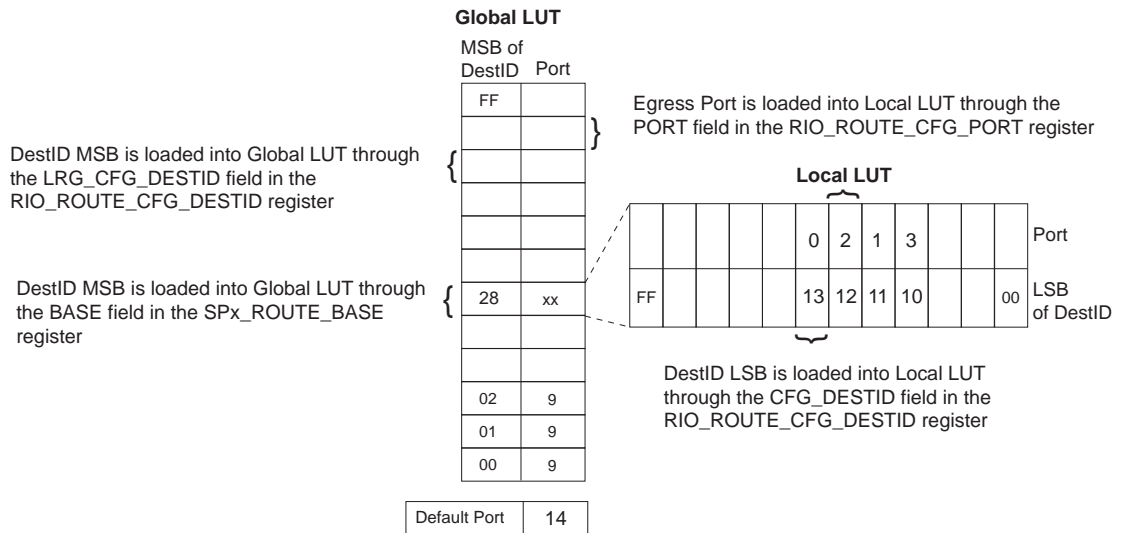 Global LUT
MSB of
DestID Port
FF
Egress Port is loaded into Local LUT through the
PORT field in the RIO_ROUTE_CFG_PORT register
DestID MSB is loaded into Global LUT through
the LRG_CFG_DESTID field in the
RIO_ROUTE_CFG_DESTID register
Local LUT
0 2 1 3 Port
DestID MSB is loaded into Global LUT through
the BASE field in the SPx_ROUTE_BASE
register
28 xx
FF 13 12 11 10 00 LSB
of DestID
DestID LSB is loaded into Local LUT
through the CFG_DESTID field in the
RIO_ROUTE_CFG_DESTID register
02 9
01 9
00 9
Default Port 14